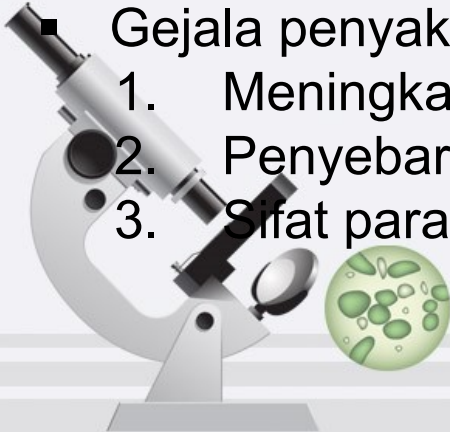 ▪ Gejala penyak
1. Meningka
2. Penyebar
3. Sifat para